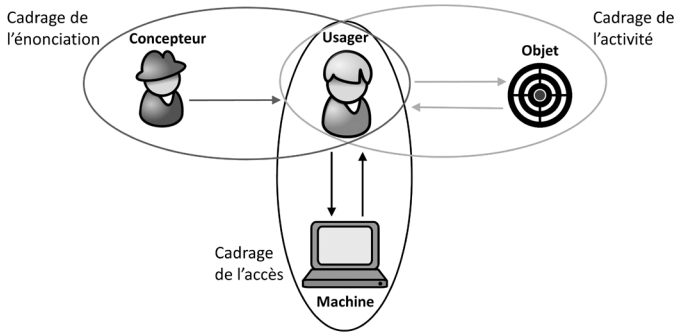 Cadrage de
l’énonciation
Concepteur
Usager
Objet
Cadrage de
l’activité
Cadrage
de l’accès
Machine